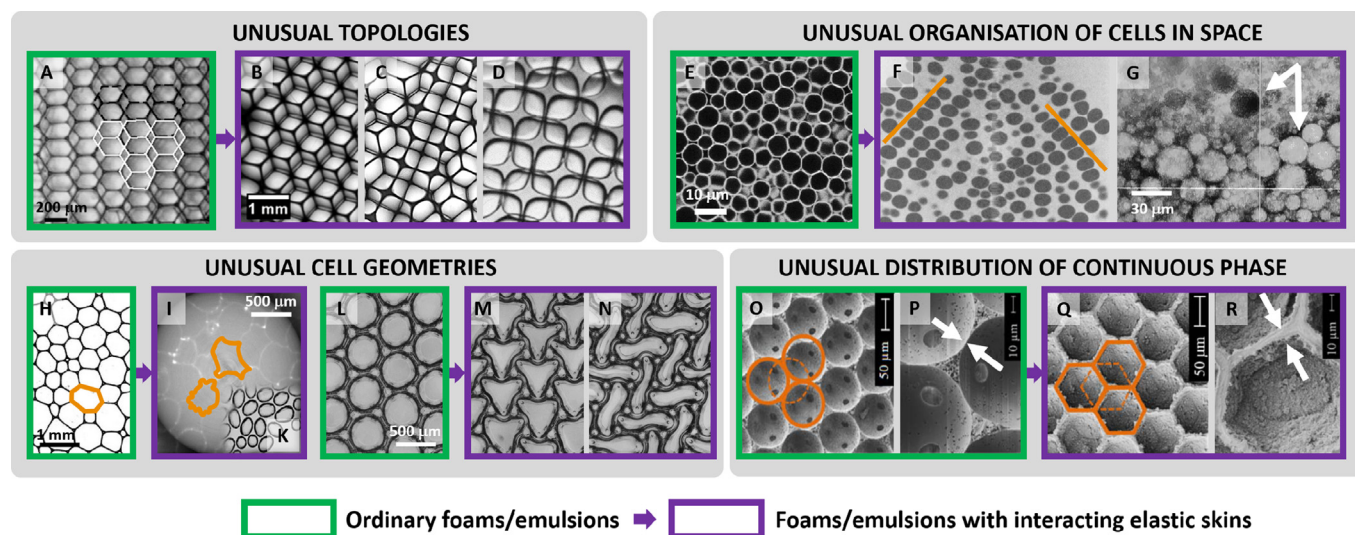 UNUSUAL TOPOLOGIES
A
200 μm
B
1 mm
C
D
UNUSUAL ORGANISATION OF CELLS IN SPACE
E
10 μm
F
G
30 μm
UNUSUAL CELL GEOMETRIES
H
1 mm
I
500 μm
K
L
500 μm
M
N
UNUSUAL DISTRIBUTION OF CONTINUOUS PHASE
O
50 μm
P
10 μm
Q
50 μm
R
10 μm
Ordinary foams/emulsions
Foams/emulsions with interacting elastic skins